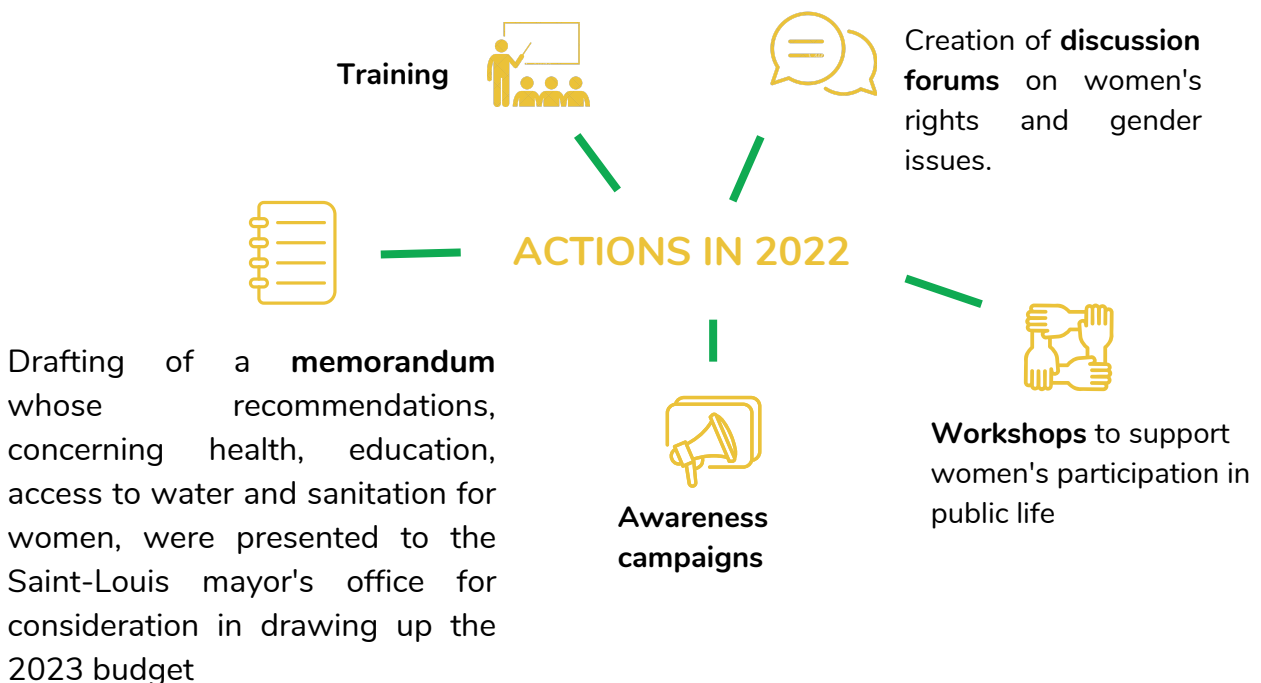 Training
Creation of discussion
forums on women's
rights and gender
issues.
ACTIONS IN 2022
Drafting of a memorandum
whose recommendations,
concerning health, education,
access to water and sanitation for
women, were presented to the
Saint-Louis mayor's office for
consideration in drawing up the
2023 budget
Awareness
campaigns
Workshops to support
women's participation in
public life